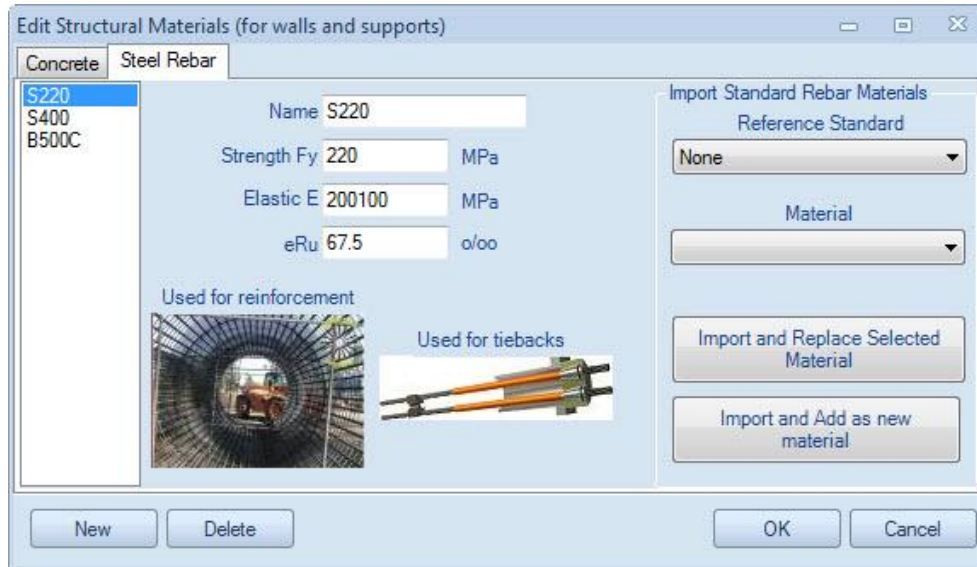 Edit Structural Materials (for walls and supports)
Concrete
Steel Rebar
S220
S400
B500C
Name S220
Strength Fy 220 MPa
Elastic E 200100 MPa
eRu 67.5 o/oo
Used for reinforcement
Used for tiebacks
Import Standard Rebar Materials
Reference Standard
None
Material
Import and Replace Selected
Material
Import and Add as new
material
New
Delete
OK
Cancel